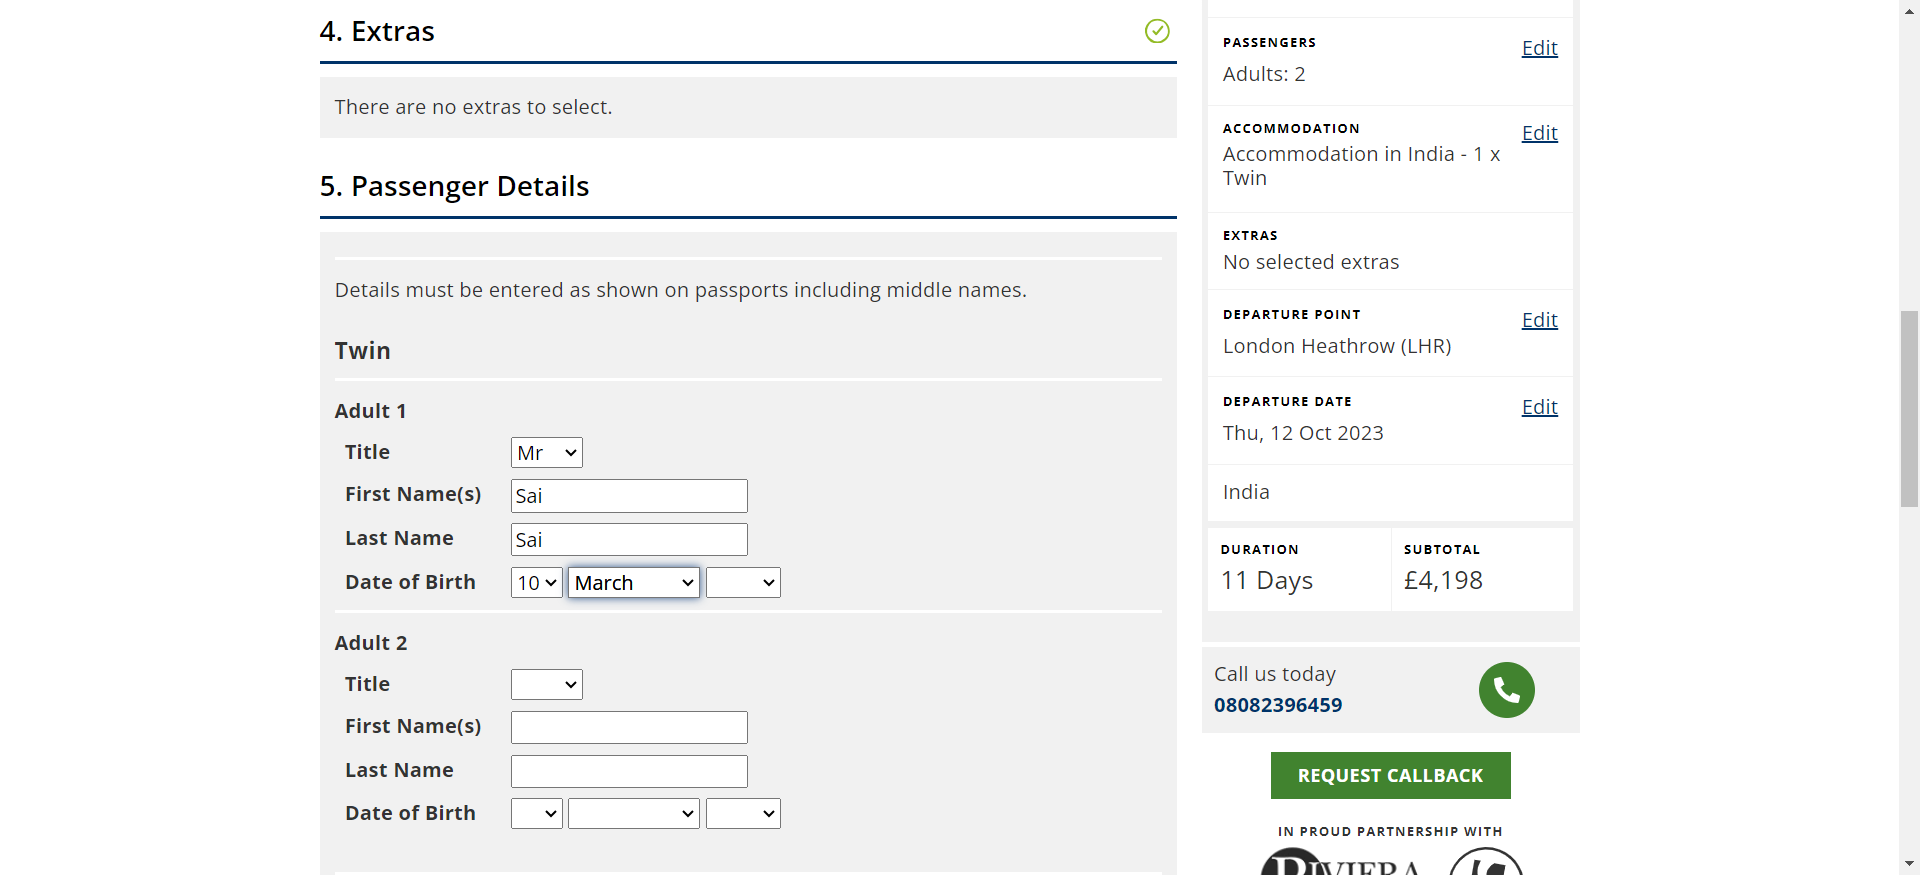 4. Extras
There are no extras to select.
5. Passenger Details
Details must be entered as shown on passports including middle names.
Twin
Adult 1
Title Mr
First Name(s) Sai
Last Name Sai
Date of Birth 10 March
Adult 2
Title
First Name(s)
Last Name
Date of Birth
PASSENGERS Edit
Adults: 2
ACCOMMODATION Edit
Accommodation in India - 1 x
Twin
EXTRAS
No selected extras
DEPARTURE POINT Edit
London Heathrow (LHR)
DEPARTURE DATE Edit
Thu, 12 Oct 2023
India
DURATION SUBTOTAL
11 Days £4,198
Call us today
08082396459
REQUEST CALLBACK
IN PROUD PARTNERSHIP WITH
RIVIERA